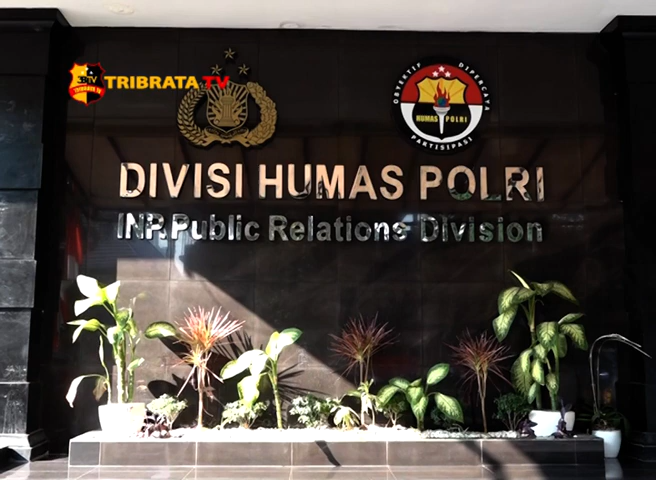 TRIBRATA TV
OBYEKTIF DIPERCAYA
HUMAS POLRI
PARTISIPASI
DIVISI HUMAS POLRI
INP. Public Relations Division